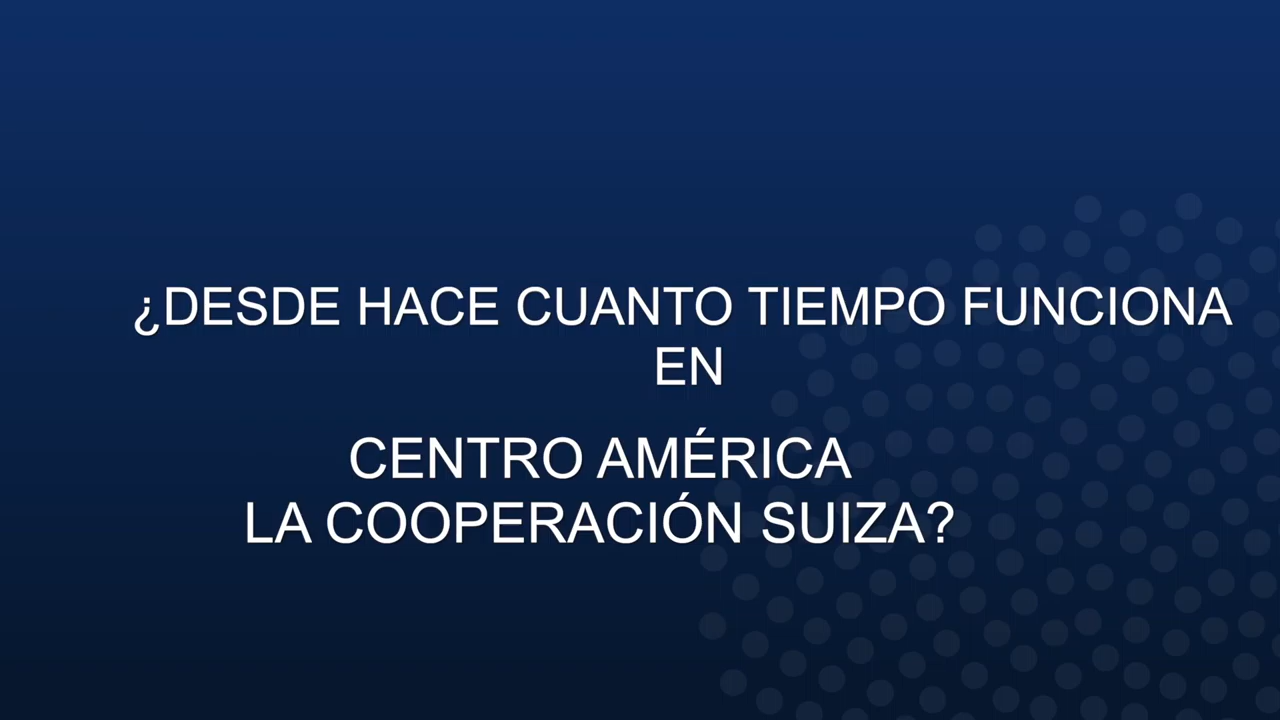 ¿DESDE HACE CUANTO TIEMPO FUNCIONA
EN
CENTRO AMÉRICA
LA COOPERACIÓN SUIZA?